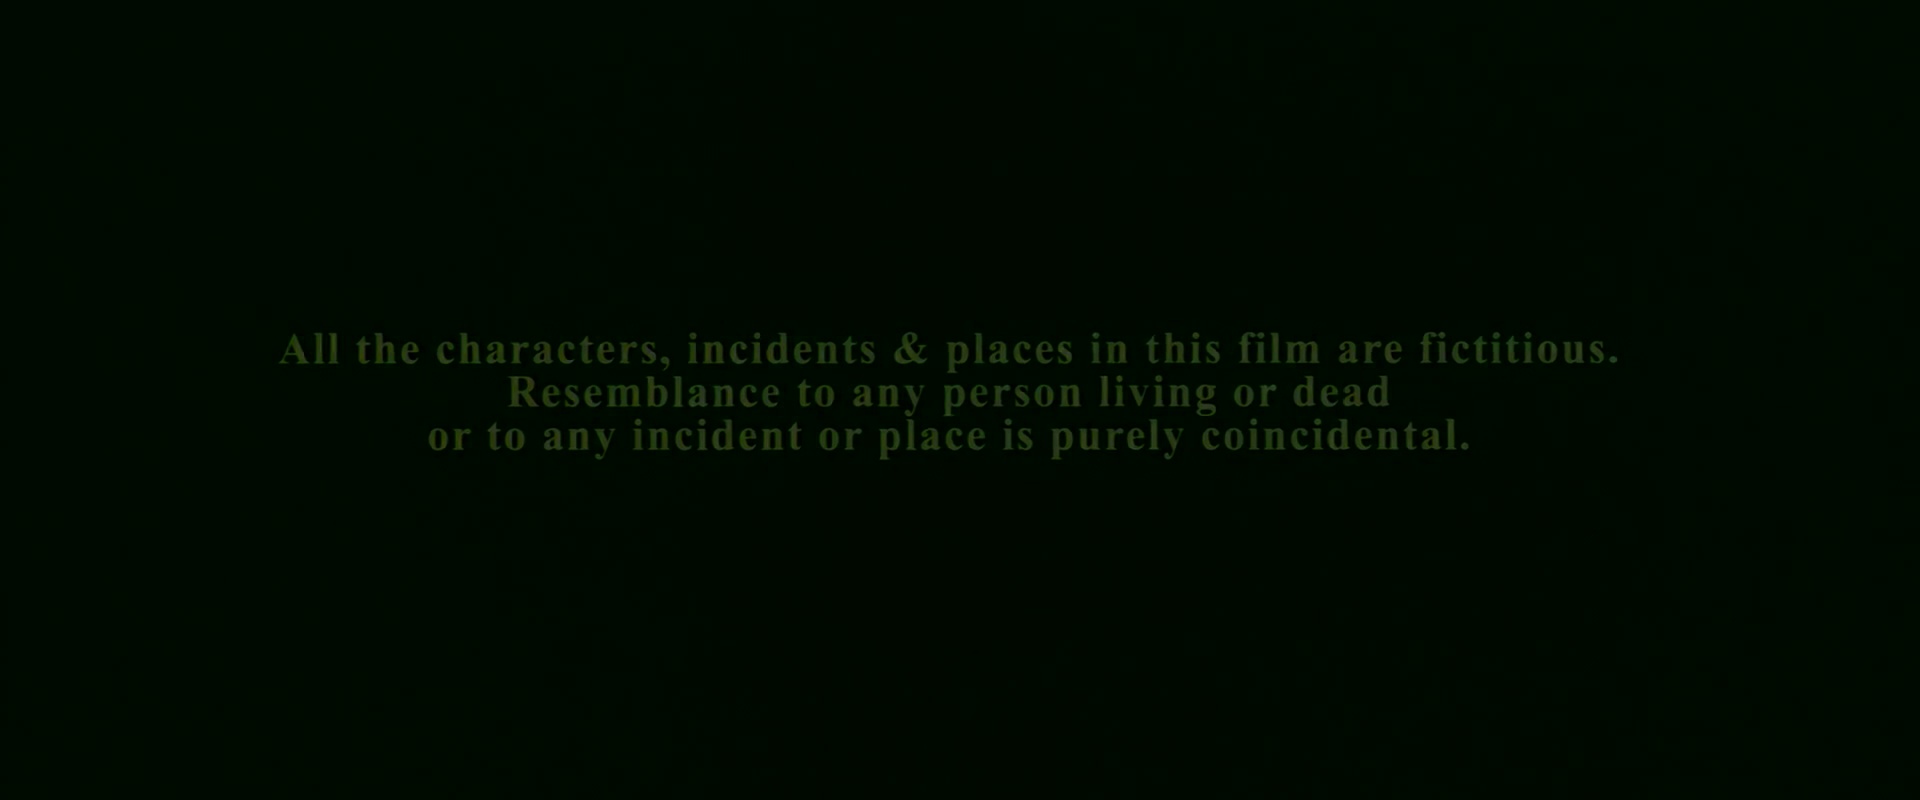 All the characters, incidents & places in this film are fictitious.
Resemblance to any person living or dead
or to any incident or place is purely coincidental.